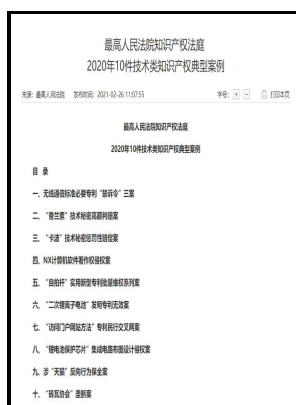 最高人民法院知识产权法庭
2020年10件技术类知识产权典型案例
来源：最高人民法院 发布时间：2021-02-26 11:07:55 字号：+ - 打印本页
最高人民法院知识产权法庭
2020年10件技术类知识产权典型案例
目 录
一、无线通信标准必要专利“禁诉令”三案
二、“香兰素”技术秘密高额判赔案
三、“卡波”技术秘密惩罚性赔偿案
四、NX计算机软件著作权侵权案
五、“自拍杆”实用新型专利批量维权系列案
六、“二次锂离子电池”发明专利无效案
七、“访问门户网站方法”专利民行交叉两案
八、“锂电池保护芯片”集成电路布图设计侵权案
九、涉“天猫”反向行为保全案
十、“砖瓦协会”垄断案